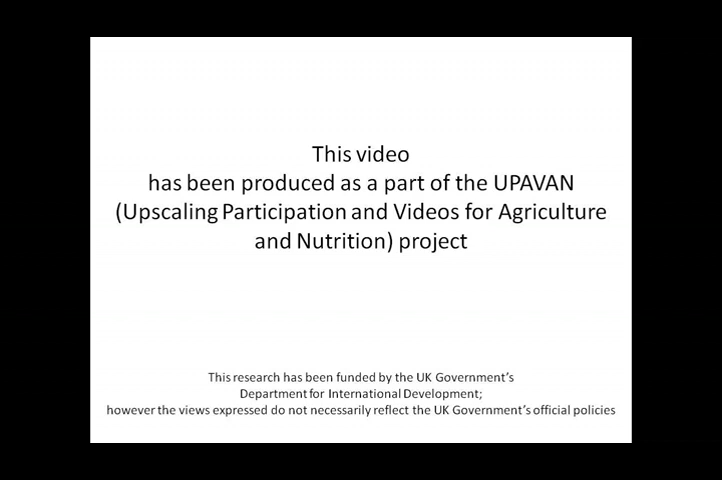 This video
has been produced as a part of the UPAVAN
(Upscaling Participation and Videos for Agriculture
and Nutrition) project
This research has been funded by the UK Government's
Department for International Development;
however the views expressed do not necessarily reflect the UK Government's official policies